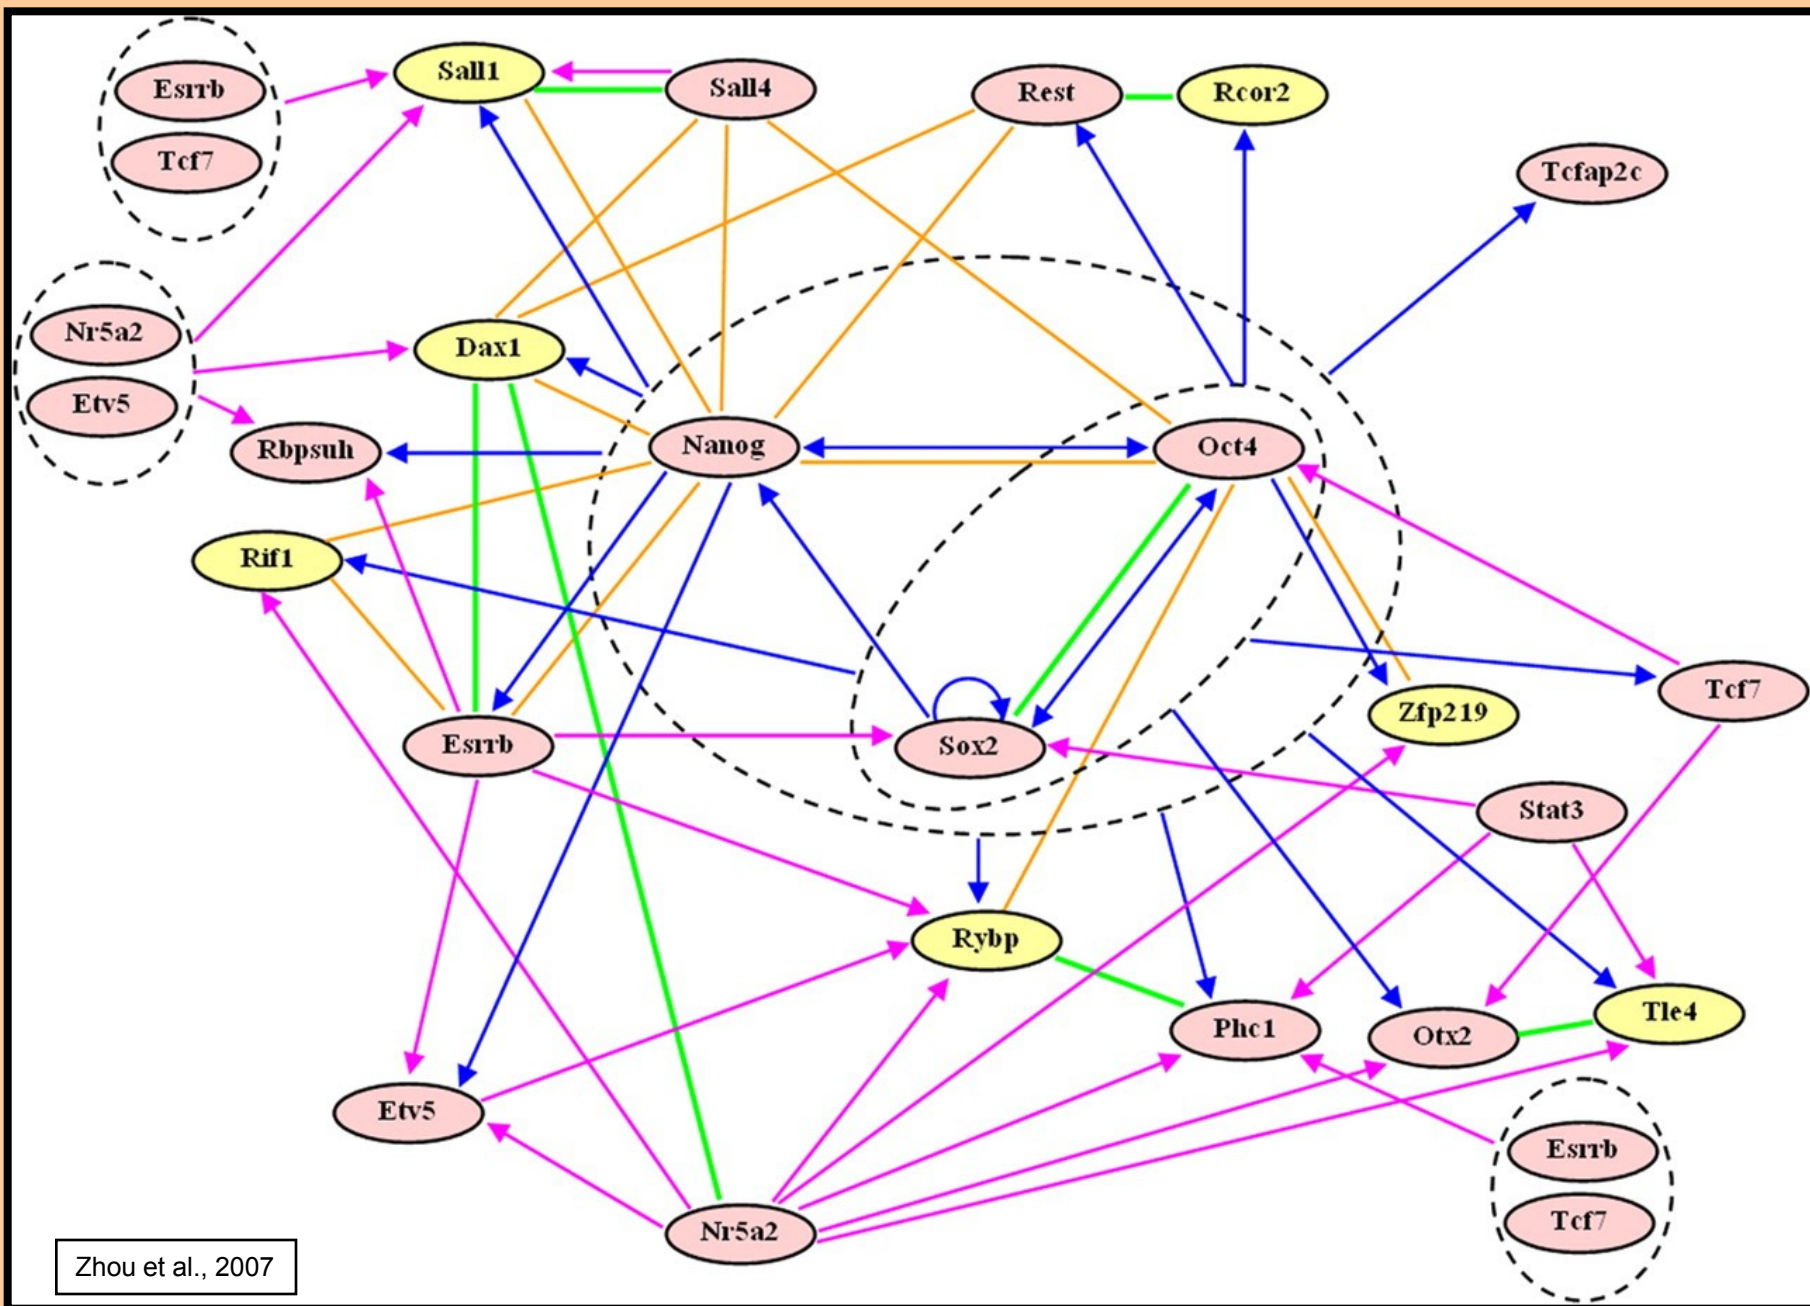 Sall1
Sall4
Rest
Rcor2
Esrrb
Tcf7
Tcfap2c
Nr5a2
Etv5
Dax1
Rbpsuh
Nanog
Oct4
Rif1
Tcf7
Zfp219
Esrrb
Sox2
Stat3
Rybp
Phc1
Otx2
Tle4
Etv5
Esrrb
Tcf7
Nr5a2
Zhou et al., 2007